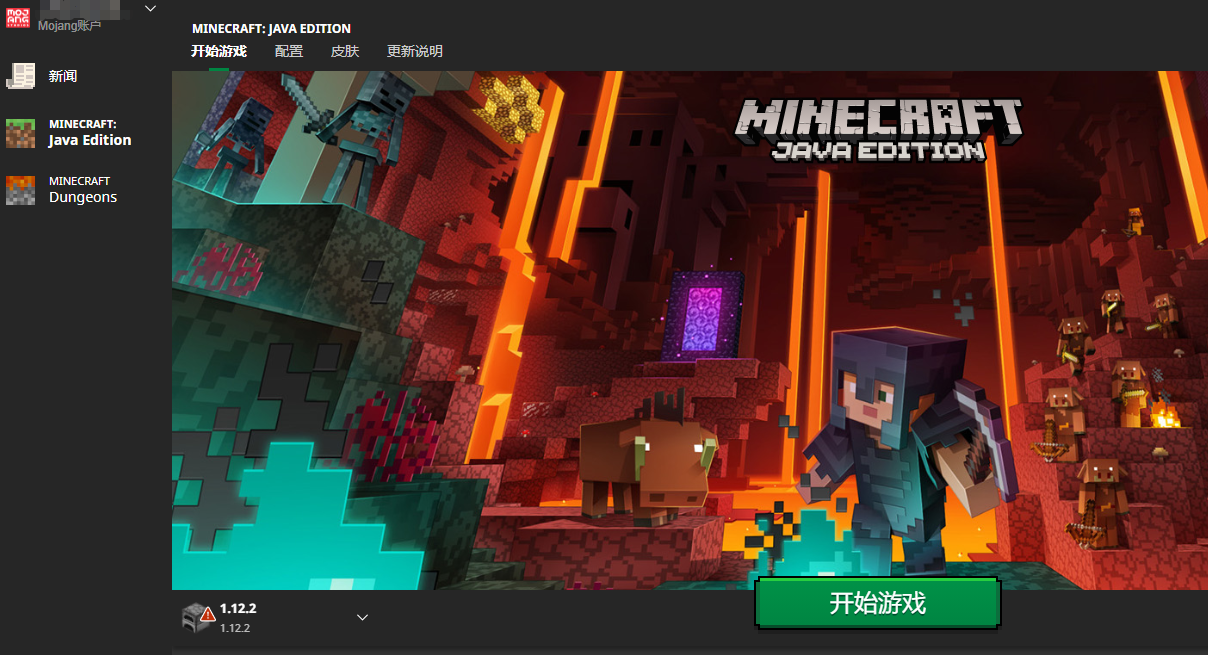 MOJANG
STUDIOS
Mojang账户
新闻
MINECRAFT:
Java Edition
MINECRAFT
Dungeons
MINECRAFT: JAVA EDITION
开始游戏 配置 皮肤 更新说明
MINECRAFT
JAVA EDITION
1.12.2
1.12.2
开始游戏